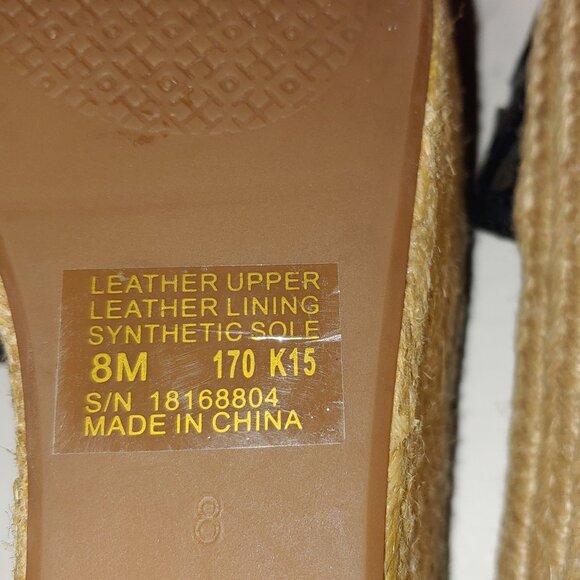 LEATHER UPPER
LEATHER LINING
SYNTHETIC SOLE
8M 170 K15
S/N 18168804
MADE IN CHINA
8